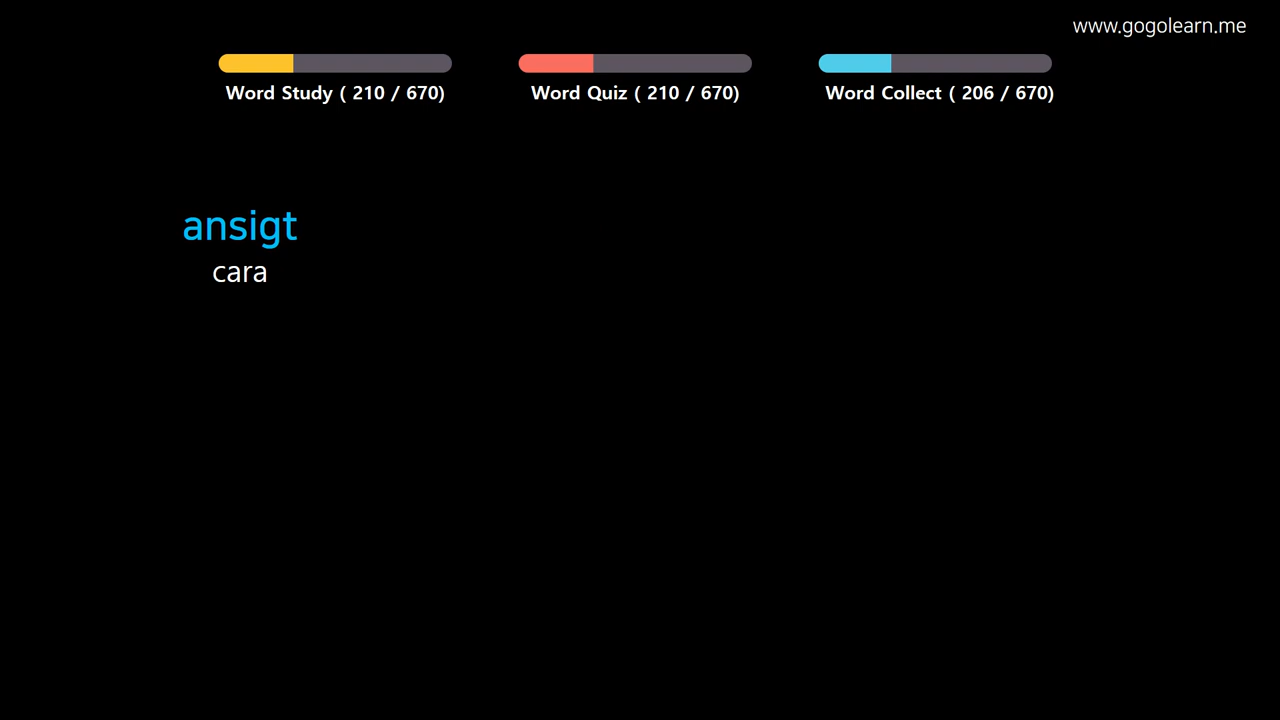 www.gogolearn.me
Word Study ( 210 / 670)
Word Quiz ( 210 / 670)
Word Collect ( 206 / 670)
ansigt
cara